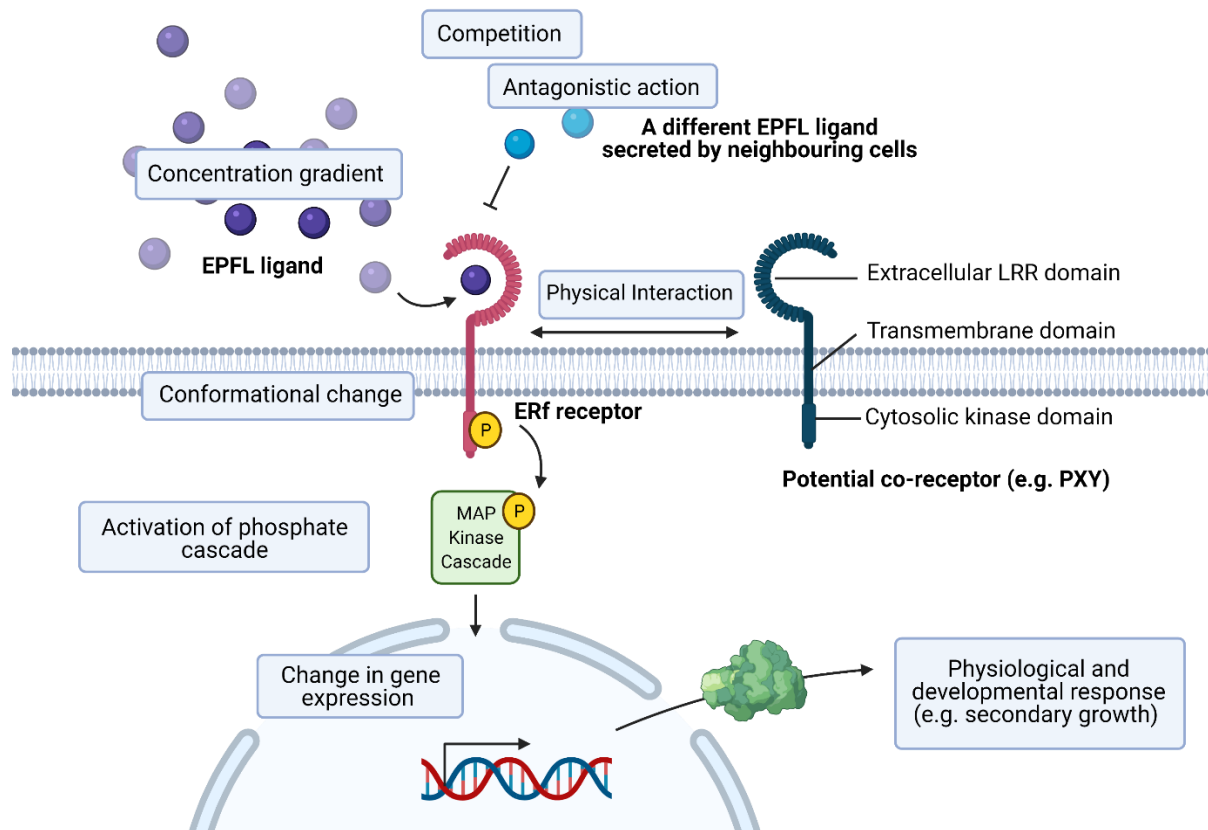 Competition
Antagonistic action
A different EPFL ligand
secreted by neighbouring cells
Concentration gradient
EPFL ligand
Physical Interaction
Extracellular LRR domain
Transmembrane domain
Conformational change
ERf receptor
P
Cytosolic kinase domain
Potential co-receptor (e.g. PXY)
Activation of phosphate
cascade
P
MAP
Kinase
Cascade
Change in gene
expression
Physiological and
developmental response
(e.g. secondary growth)